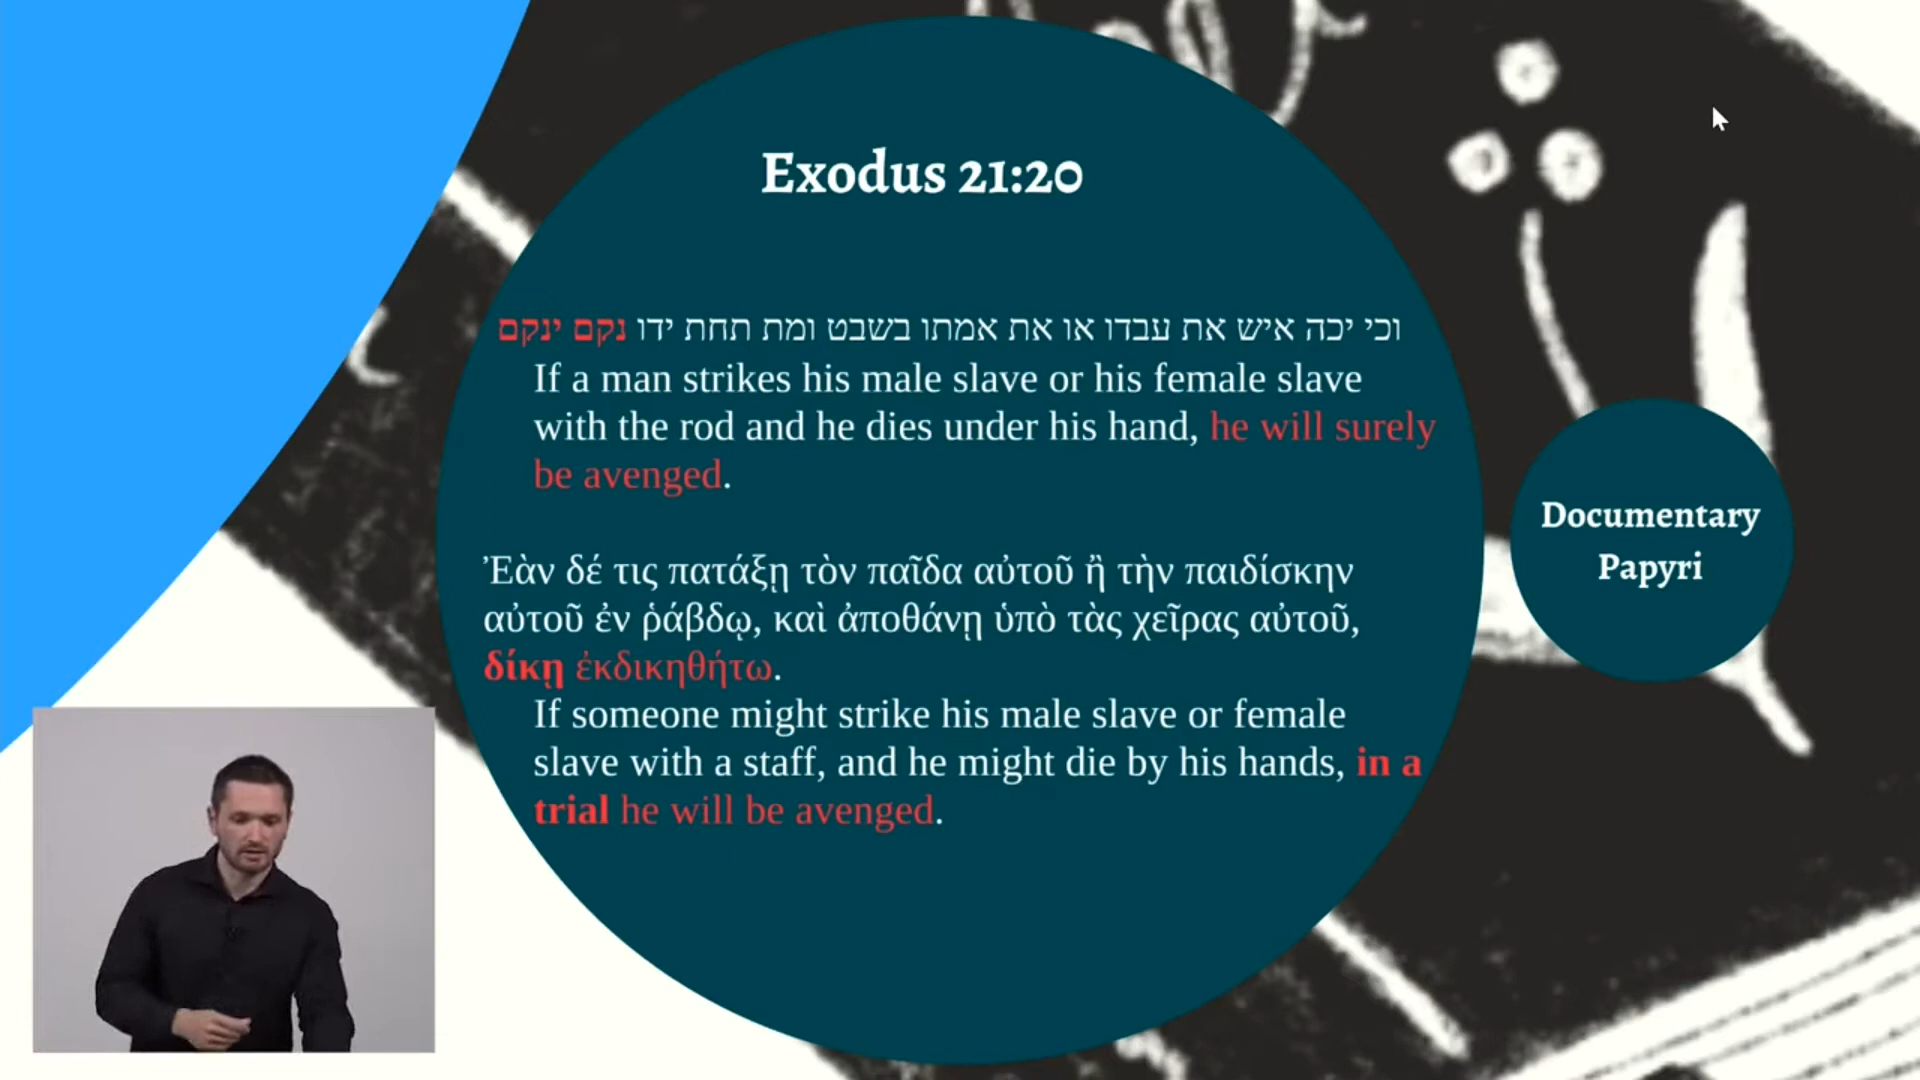 Exodus 21:20
וכי יכה איש את עבדו או את אמתו בשבט ומת תחת ידו נקם ינקם
If a man strikes his male slave or his female slave
with the rod and he dies under his hand, he will surely
be avenged.
Ἐὰν δέ τις πατάξῃ τὸν παῖδα αὐτοῦ ἢ τὴν παιδίσκην
αὐτοῦ ἐν ῥάβδῳ, καὶ ἀποθάνῃ ὑπὸ τὰς χεῖρας αὐτοῦ,
δίκῃ ἐκδικηθήτω.
If someone might strike his male slave or female
slave with a staff, and he might die by his hands, in a
trial he will be avenged.
Documentary
Papyri